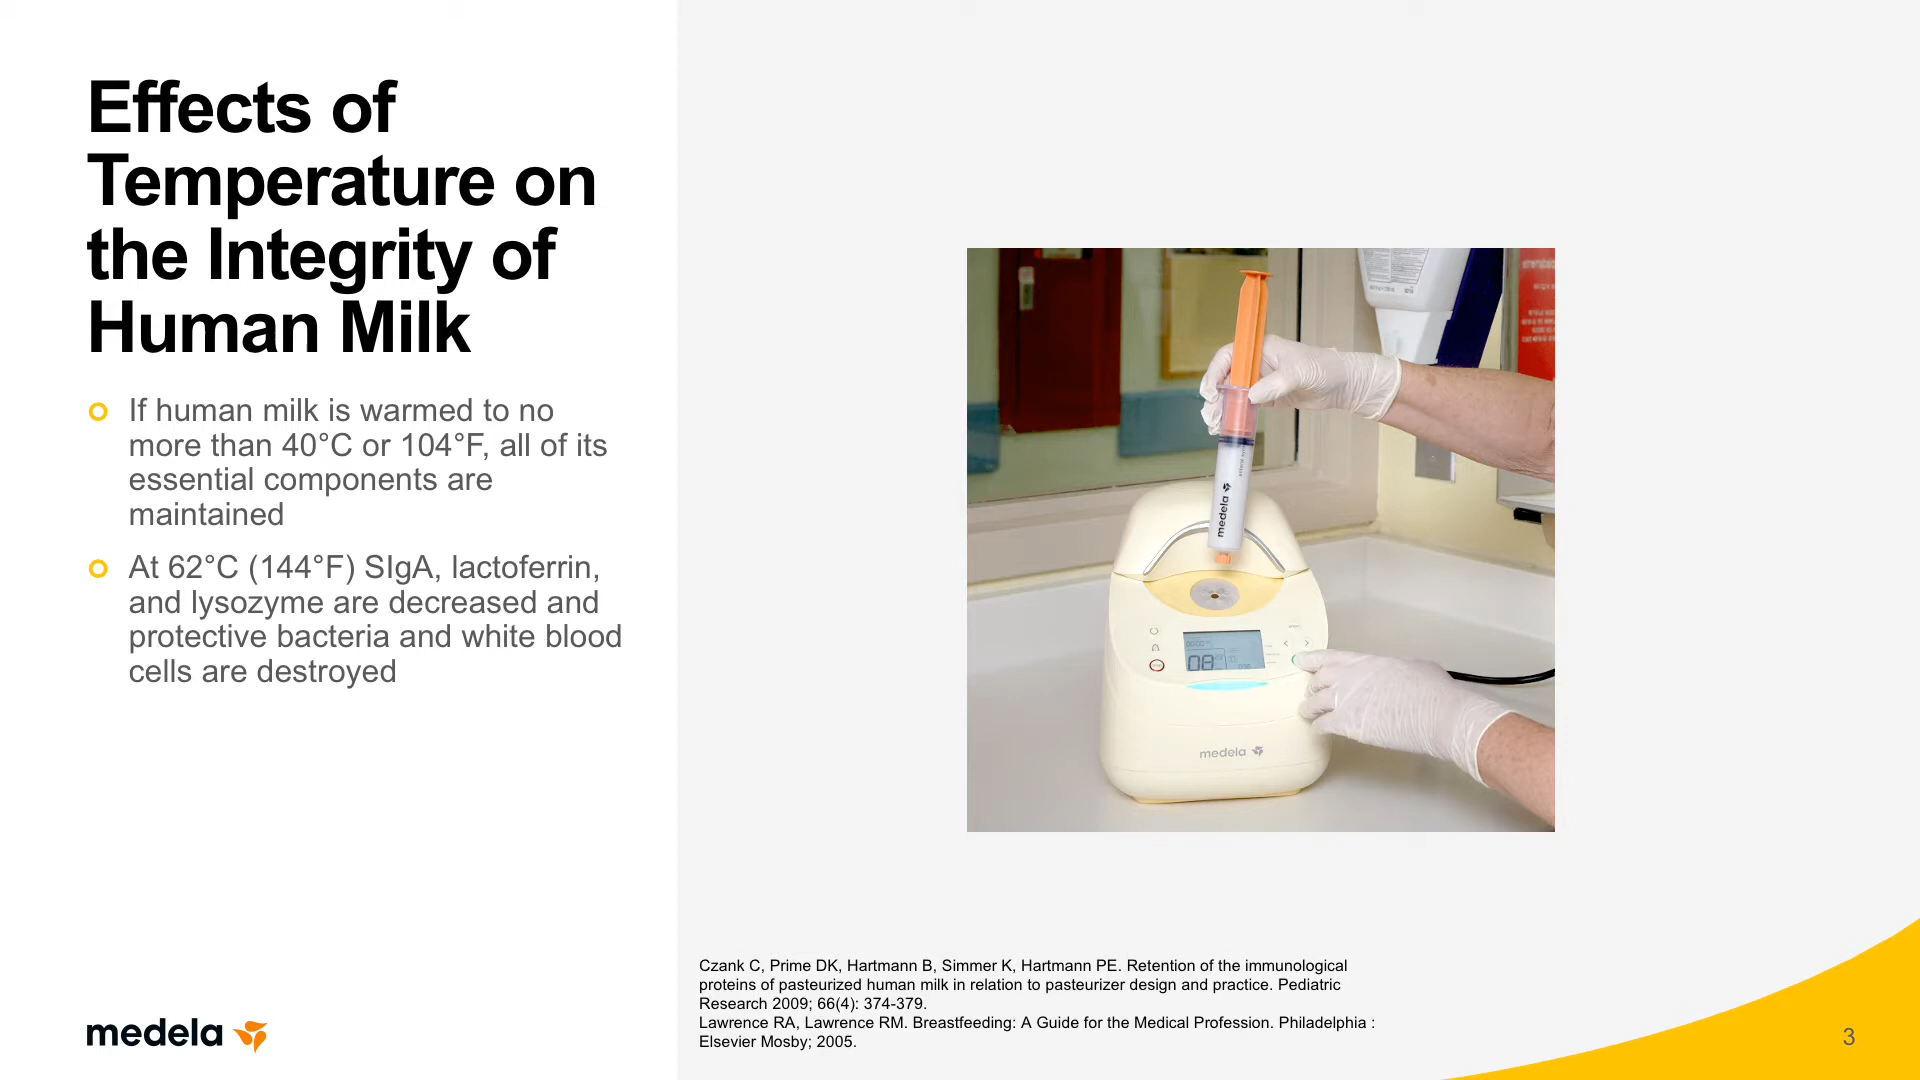 Effects of
Temperature on
the Integrity of
Human Milk
If human milk is warmed to no
more than 40°C or 104°F, all of its
essential components are
maintained
At 62°C (144°F) SIgA, lactoferrin,
and lysozyme are decreased and
protective bacteria and white blood
cells are destroyed
medela
medela
08
medela
Czank C, Prime DK, Hartmann B, Simmer K, Hartmann PE. Retention of the immunological
proteins of pasteurized human milk in relation to pasteurizer design and practice. Pediatric
Research 2009; 66(4): 374-379.
Lawrence RA, Lawrence RM. Breastfeeding: A Guide for the Medical Profession. Philadelphia :
Elsevier Mosby; 2005.
3